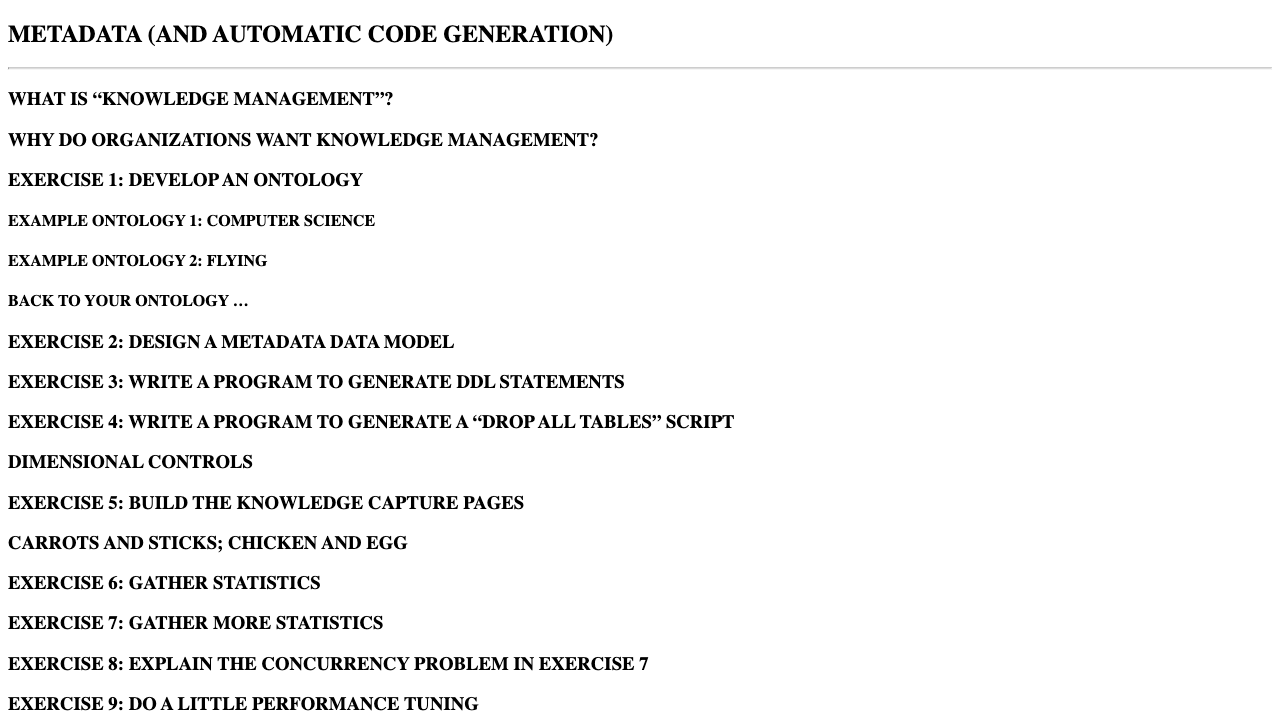 METADATA (AND AUTOMATIC CODE GENERATION)
WHAT IS “KNOWLEDGE MANAGEMENT”?
WHY DO ORGANIZATIONS WANT KNOWLEDGE MANAGEMENT?
EXERCISE 1: DEVELOP AN ONTOLOGY
EXAMPLE ONTOLOGY 1: COMPUTER SCIENCE
EXAMPLE ONTOLOGY 2: FLYING
BACK TO YOUR ONTOLOGY …
EXERCISE 2: DESIGN A METADATA DATA MODEL
EXERCISE 3: WRITE A PROGRAM TO GENERATE DDL STATEMENTS
EXERCISE 4: WRITE A PROGRAM TO GENERATE A “DROP ALL TABLES” SCRIPT
DIMENSIONAL CONTROLS
EXERCISE 5: BUILD THE KNOWLEDGE CAPTURE PAGES
CARROTS AND STICKS; CHICKEN AND EGG
EXERCISE 6: GATHER STATISTICS
EXERCISE 7: GATHER MORE STATISTICS
EXERCISE 8: EXPLAIN THE CONCURRENCY PROBLEM IN EXERCISE 7
EXERCISE 9: DO A LITTLE PERFORMANCE TUNING